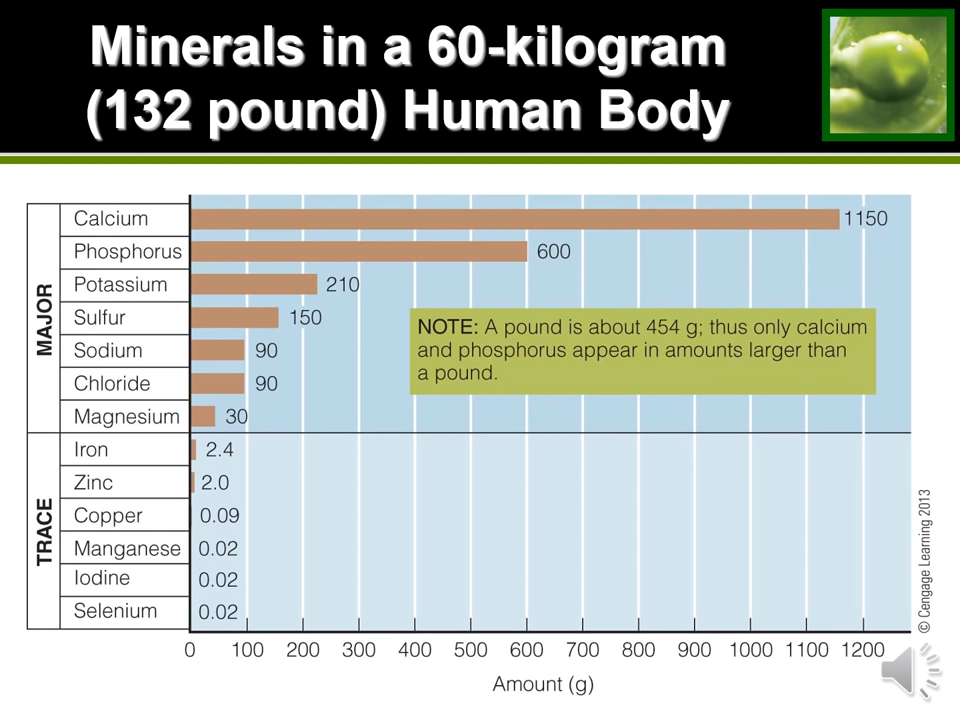 Minerals in a 60-kilogram
(132 pound) Human Body
MAJOR
Calcium 1150
Phosphorus 600
Potassium 210
Sulfur 150
Sodium 90
Chloride 90
Magnesium 30
NOTE: A pound is about 454 g; thus only calcium
and phosphorus appear in amounts larger than
a pound.
TRACE
Iron 2.4
Zinc 2.0
Copper 0.09
Manganese 0.02
Iodine 0.02
Selenium 0.02
0 100 200 300 400 500 600 700 800 900 1000 1100 1200
Amount (g)
© Cengage Learning 2013